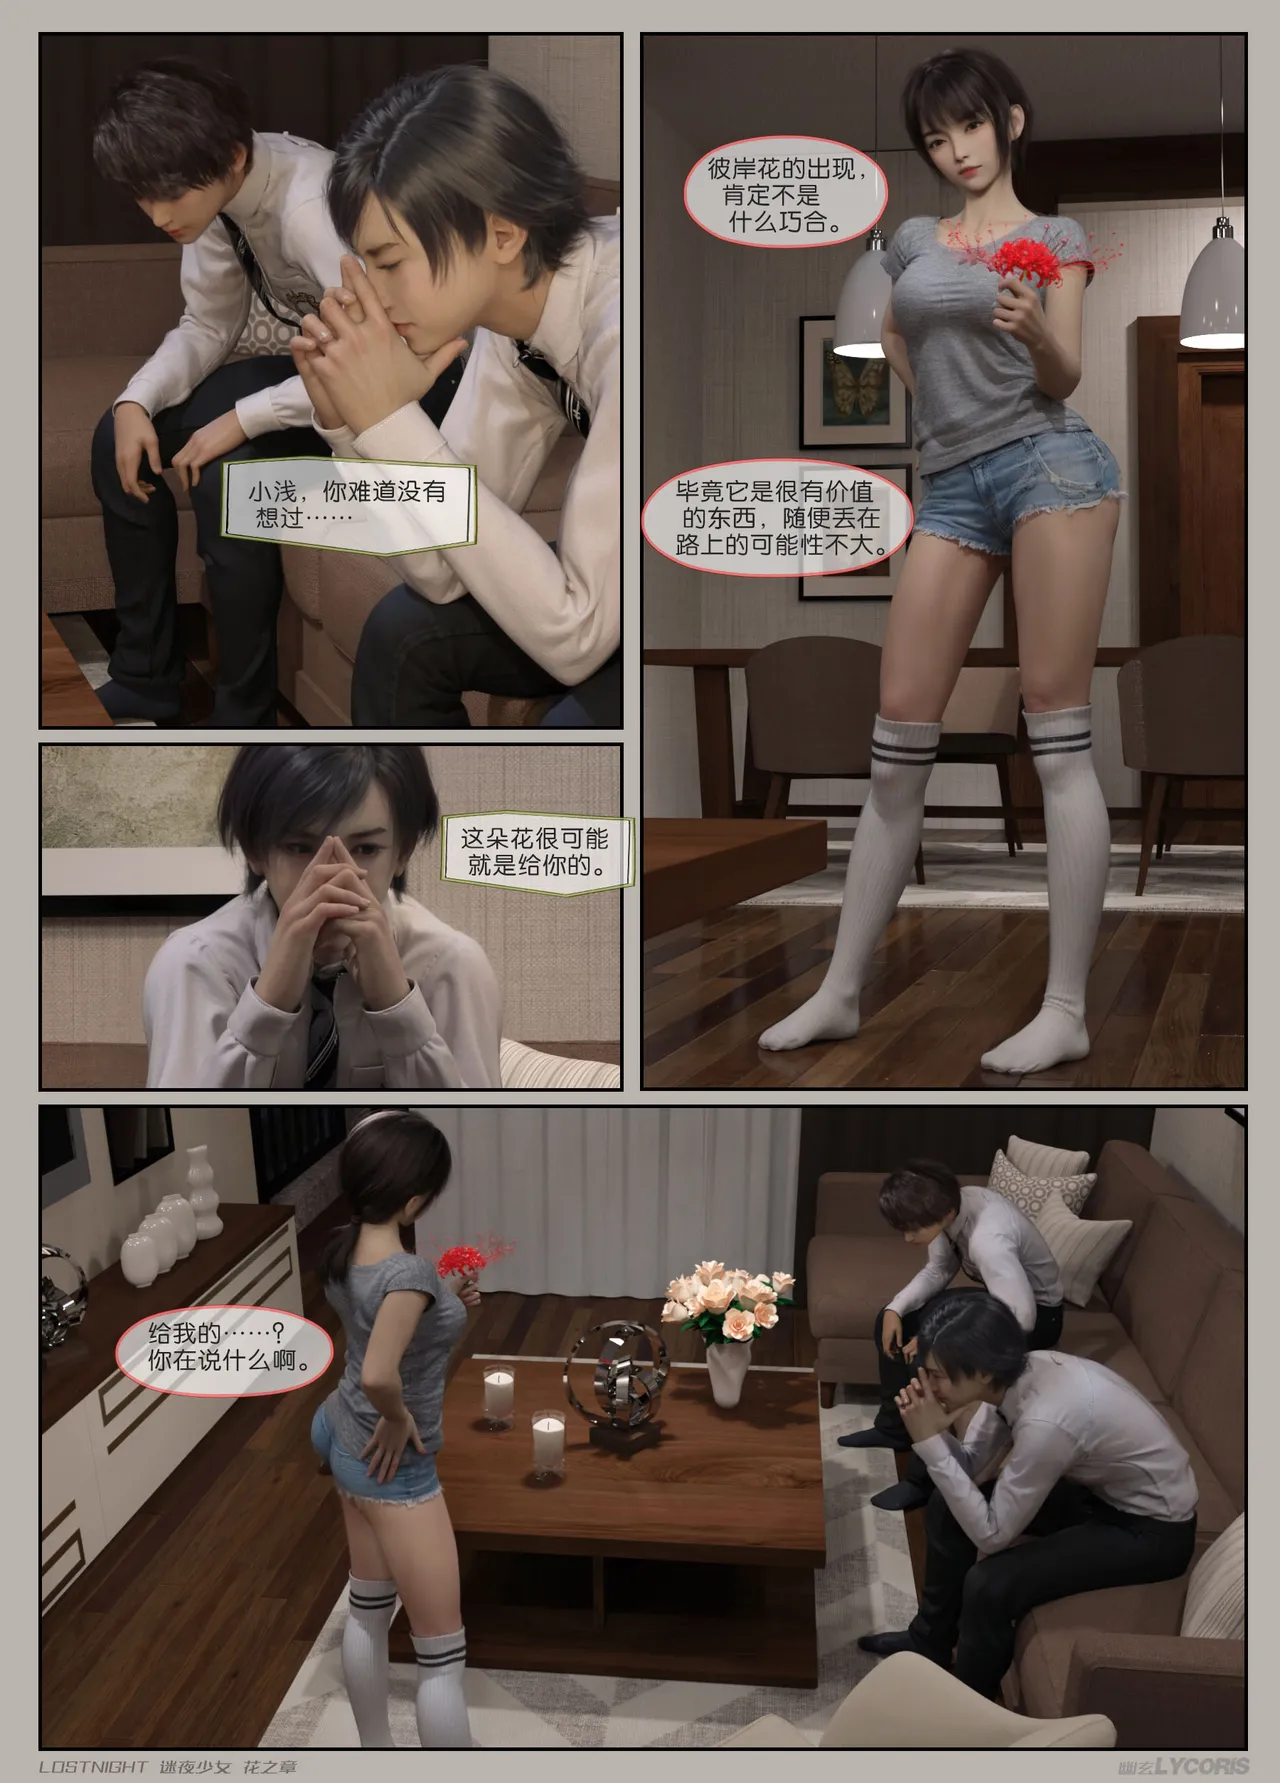 彼岸花的出现，
肯定不是
什么巧合。
毕竟它是很有价值
的东西，随便丢在
路上的可能性不大。
小浅，你难道没有
想过……
这朵花很可能
就是给你的。
给我的……？
你在说什么啊。
LOSTNIGHT 迷夜少女 花之章
幽玄LYCORIS